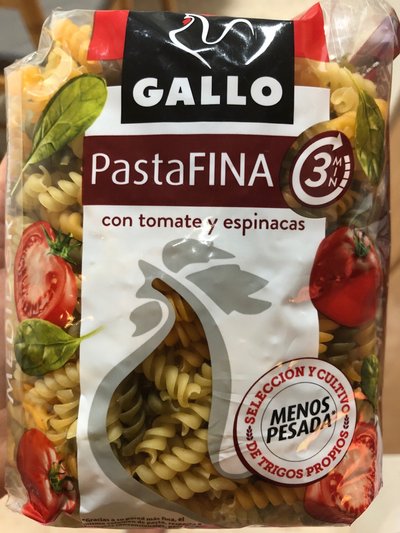 GALLO
PastaFINA
3 MIN
con tomate y espinacas
SELECCIÓN Y CULTIVO
MENOS
PESADA*
DE TRIGOS PROPIOS